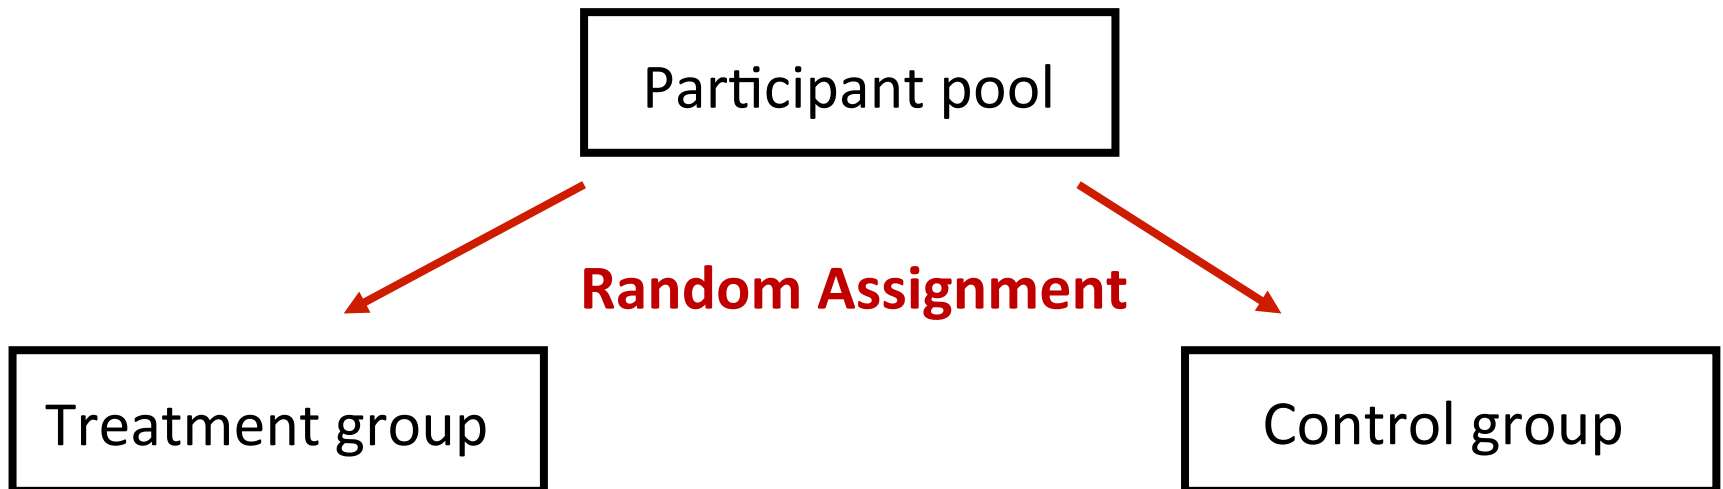 Participant pool
Random Assignment
Treatment group
Control group